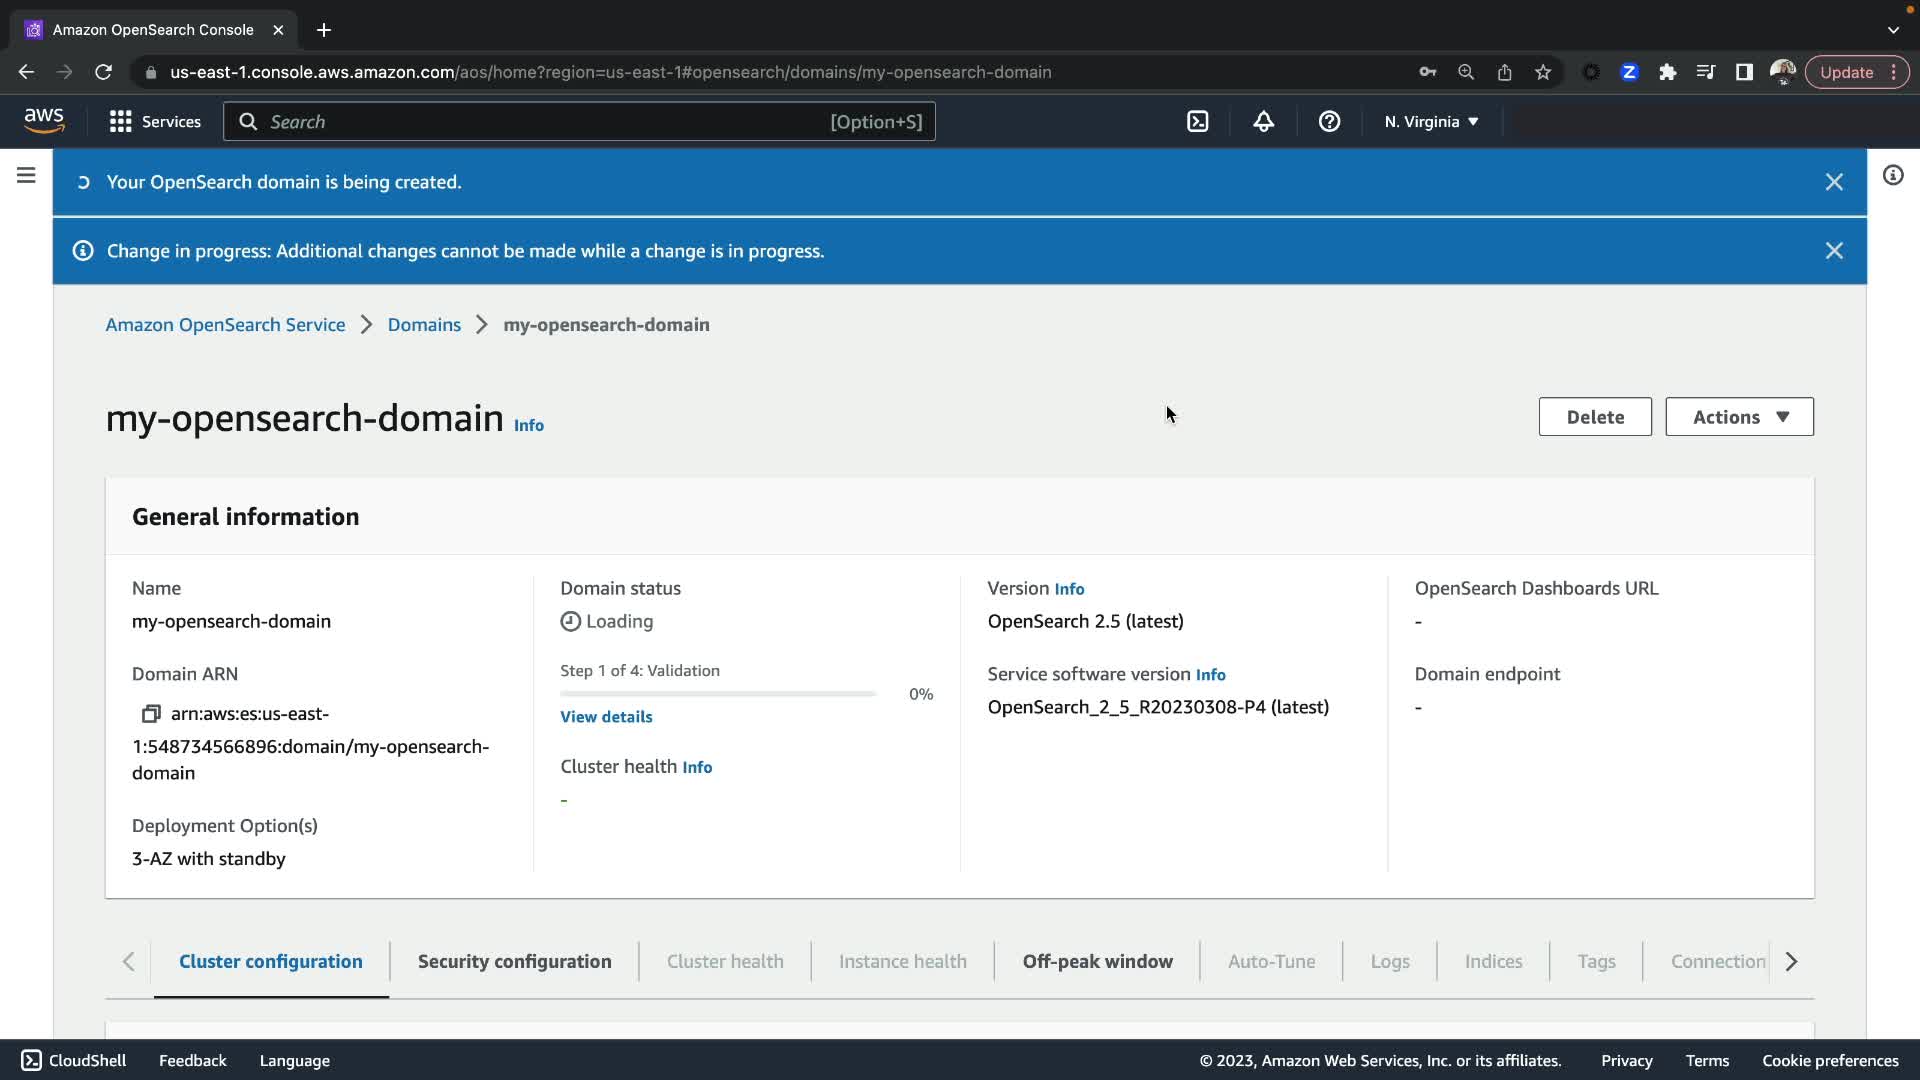 Amazon OpenSearch Console
us-east-1.console.aws.amazon.com/aos/home?region=us-east-1#opensearch/domains/my-opensearch-domain
Z
Update
aws
Services
Search
[Option+S]
N. Virginia
Your OpenSearch domain is being created.
Change in progress: Additional changes cannot be made while a change is in progress.
Amazon OpenSearch Service
Domains
my-opensearch-domain
my-opensearch-domain Info
Delete
Actions
General information
Name
my-opensearch-domain
Domain ARN
arn:aws:es:us-east-
1:548734566896:domain/my-opensearch-
domain
Deployment Option(s)
3-AZ with standby
Domain status
Loading
Step 1 of 4: Validation
0%
View details
Cluster health Info
-
Version Info
OpenSearch 2.5 (latest)
Service software version Info
OpenSearch_2_5_R20230308-P4 (latest)
OpenSearch Dashboards URL
-
Domain endpoint
-
Cluster configuration
Security configuration
Cluster health
Instance health
Off-peak window
Auto-Tune
Logs
Indices
Tags
Connection
CloudShell
Feedback
Language
© 2023, Amazon Web Services, Inc. or its affiliates.
Privacy
Terms
Cookie preferences